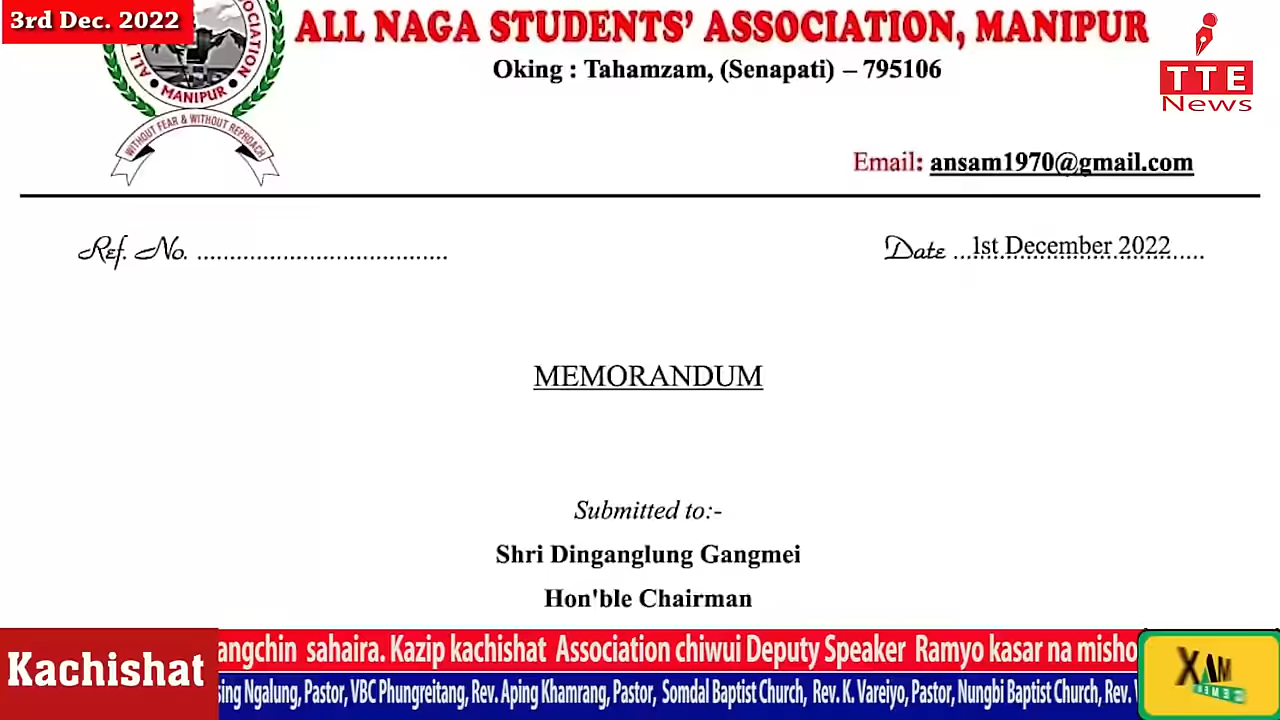 3rd Dec. 2022
ALL NAGA STUDENTS' ASSOCIATION, MANIPUR
Oking : Tahamzam, (Senapati) – 795106
TTE
News
ALL
OCIATION
MANIPUR
WITHOUT FEAR & WITHOUT REPROACH
Email: ansam1970@gmail.com
Ref. No. ......................................
Date ...1st December 2022.....
MEMORANDUM
Submitted to:-
Shri Dinganglung Gangmei
Hon'ble Chairman
Kachishat
angchin sahaira. Kazip kachishat Association chiwui Deputy Speaker Ramyo kasar na misho
sing Ngalung, Pastor, VBC Phungreitang, Rev. Aping Khamrang, Pastor, Somdal Baptist Church, Rev. K. Vareiyo, Pastor, Nungbi Baptist Church, Rev.
XAM